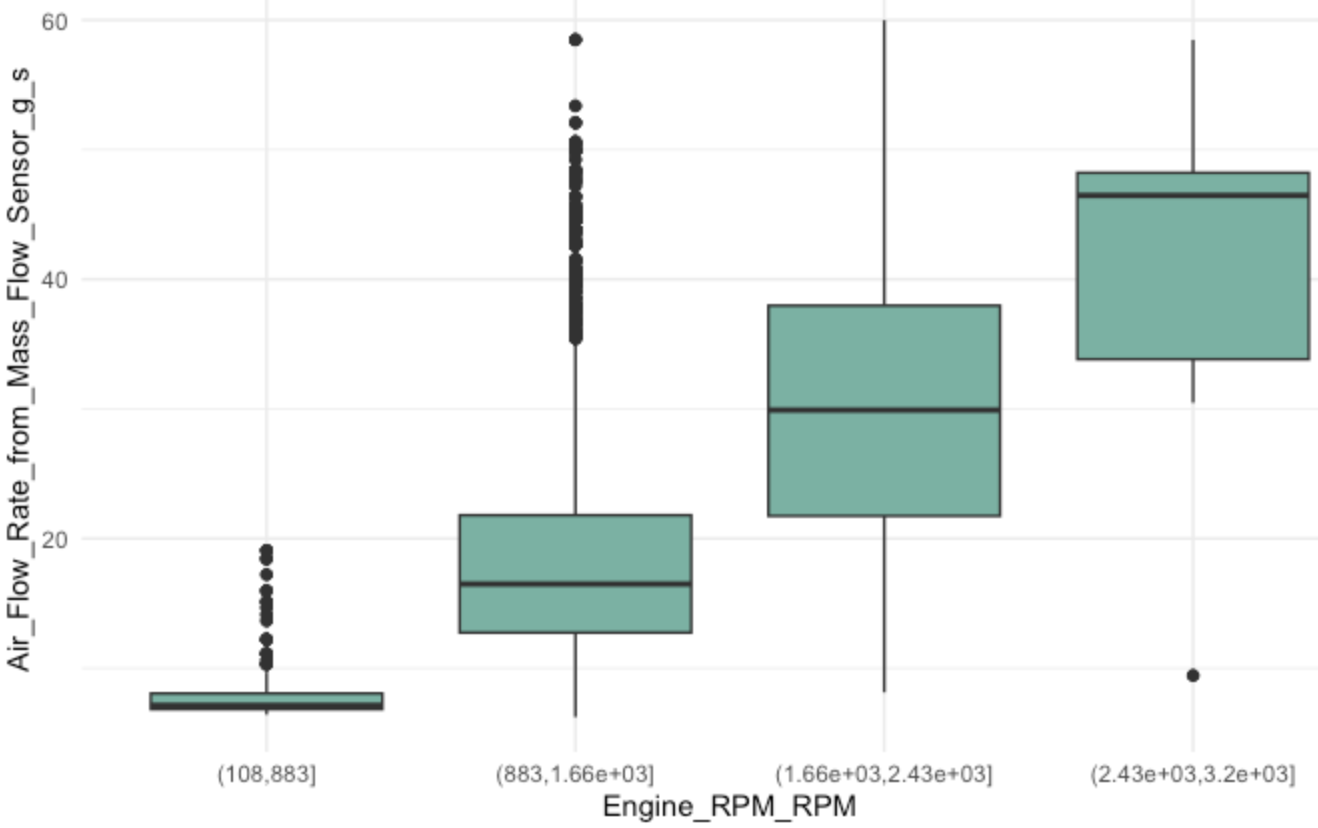 Air_Flow_Rate_from_Mass_Flow_Sensor_g_s
60
40
20
(108,883]
(883,1.66e+03]
(1.66e+03,2.43e+03]
(2.43e+03,3.2e+03]
Engine_RPM_RPM